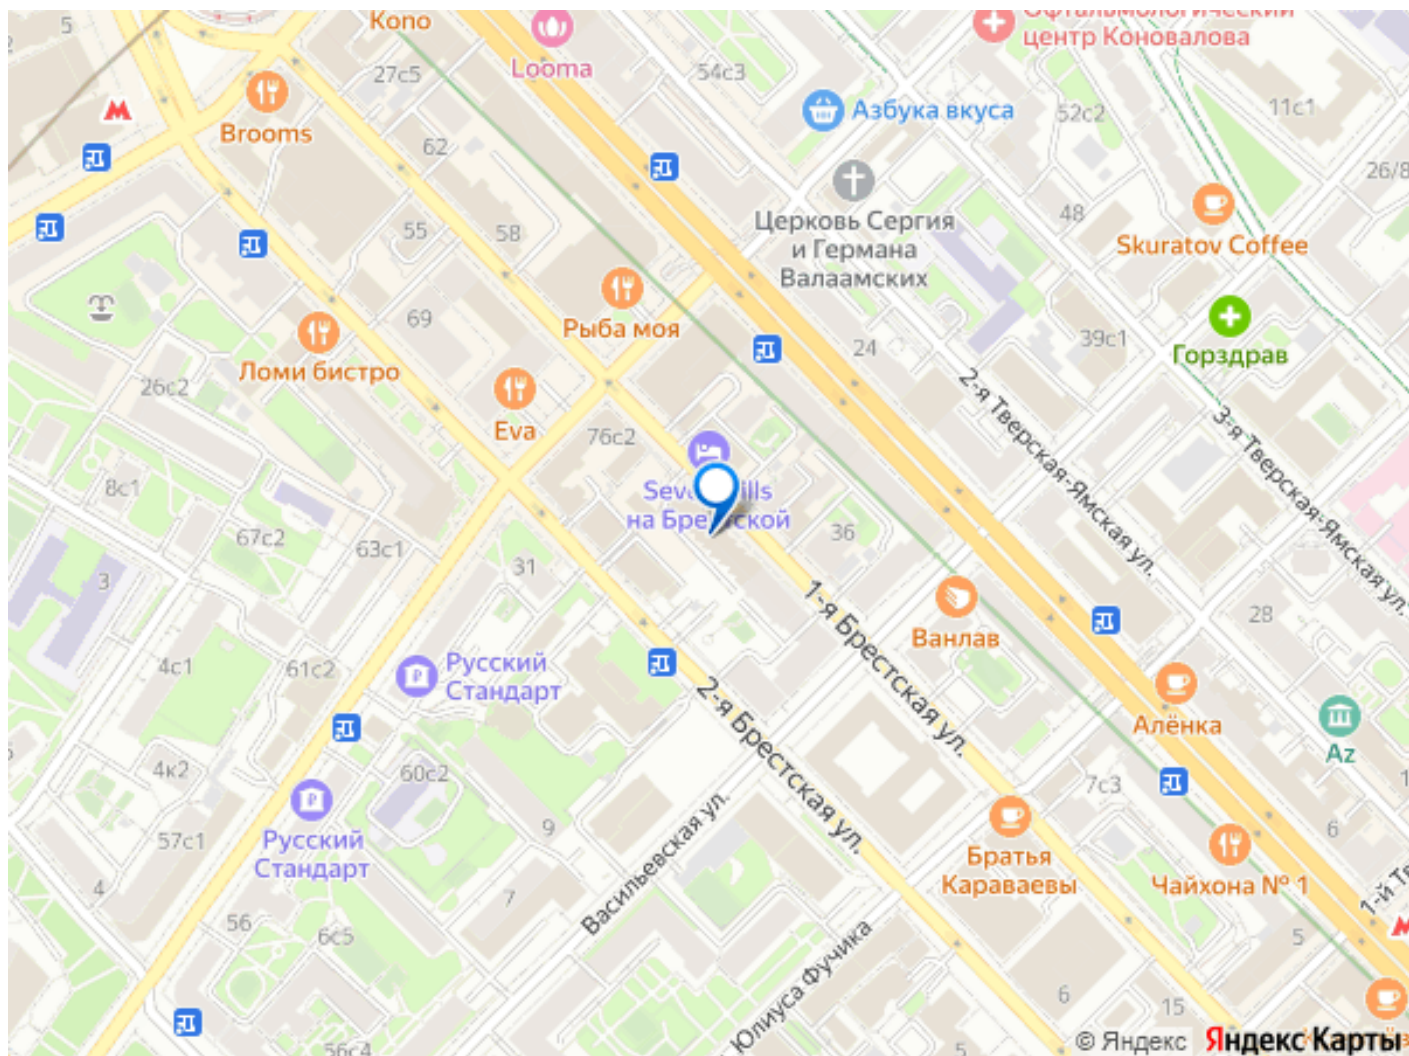 5
Kono
Looma
27с5
54с3
Офтальмологический
центр Коновалова
Brooms
62
Азбука вкуса
52с2
11с1
26/8
55
58
Церковь Сергия
и Германа
Валаамских
48
Skuratov Coffee
69
Рыба моя
24
39с1
Горздрав
Ломи бистро
26с2
Eva
76с2
2-я Тверская-Ямская ул.
3-я Тверская-Ямская ул.
8с1
67с2
63с1
на Бре
ской
36
3
31
1-я Брестская ул.
Ванлав
28
4с1
61с2
Русский
Стандарт
2-я Брестская ул.
Алёнка
Az
4к2
60с2
7с3
57с1
Русский
Стандарт
9
Васильевская ул.
Братья
Караваевы
6
Чайхона № 1
4
7
56
6с5
5
Юлиуса Фучика
6
15
56с4
© Яндекс
Яндекс Карты